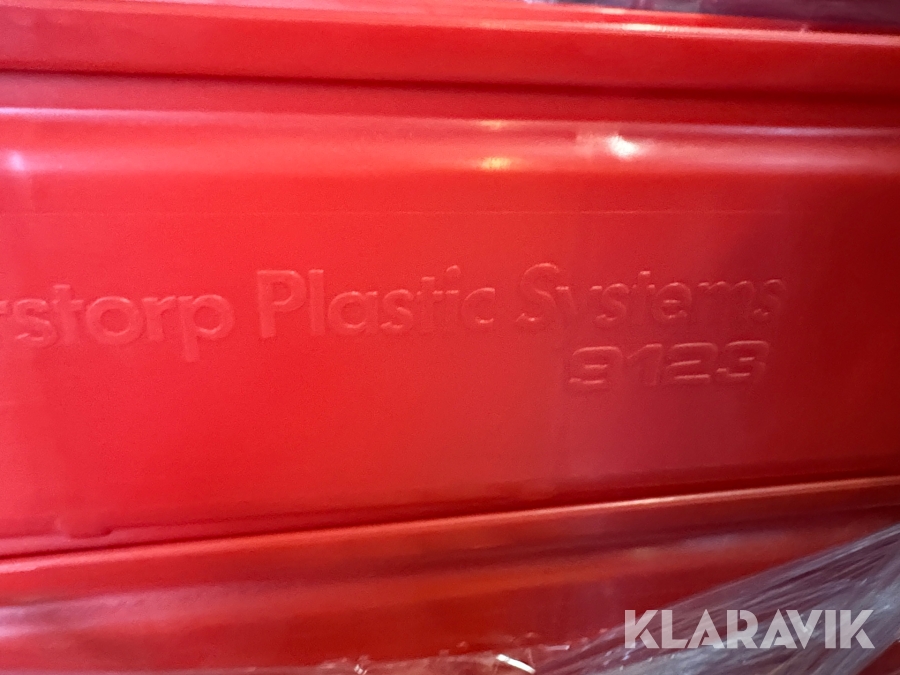 rstorp Plastic Systems
9123
KLARAVIK